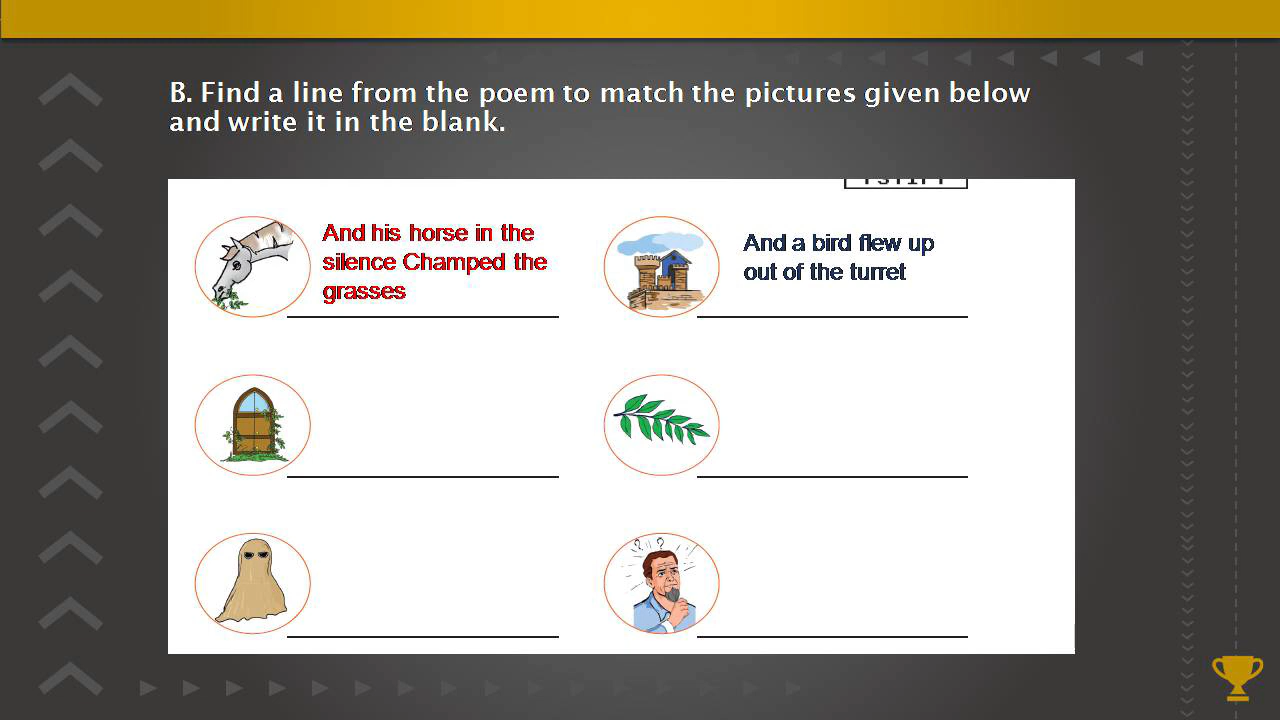 B. Find a line from the poem to match the pictures given below
and write it in the blank.
And his horse in the
silence Champed the
grasses
And a bird flew up
out of the turret
? ?